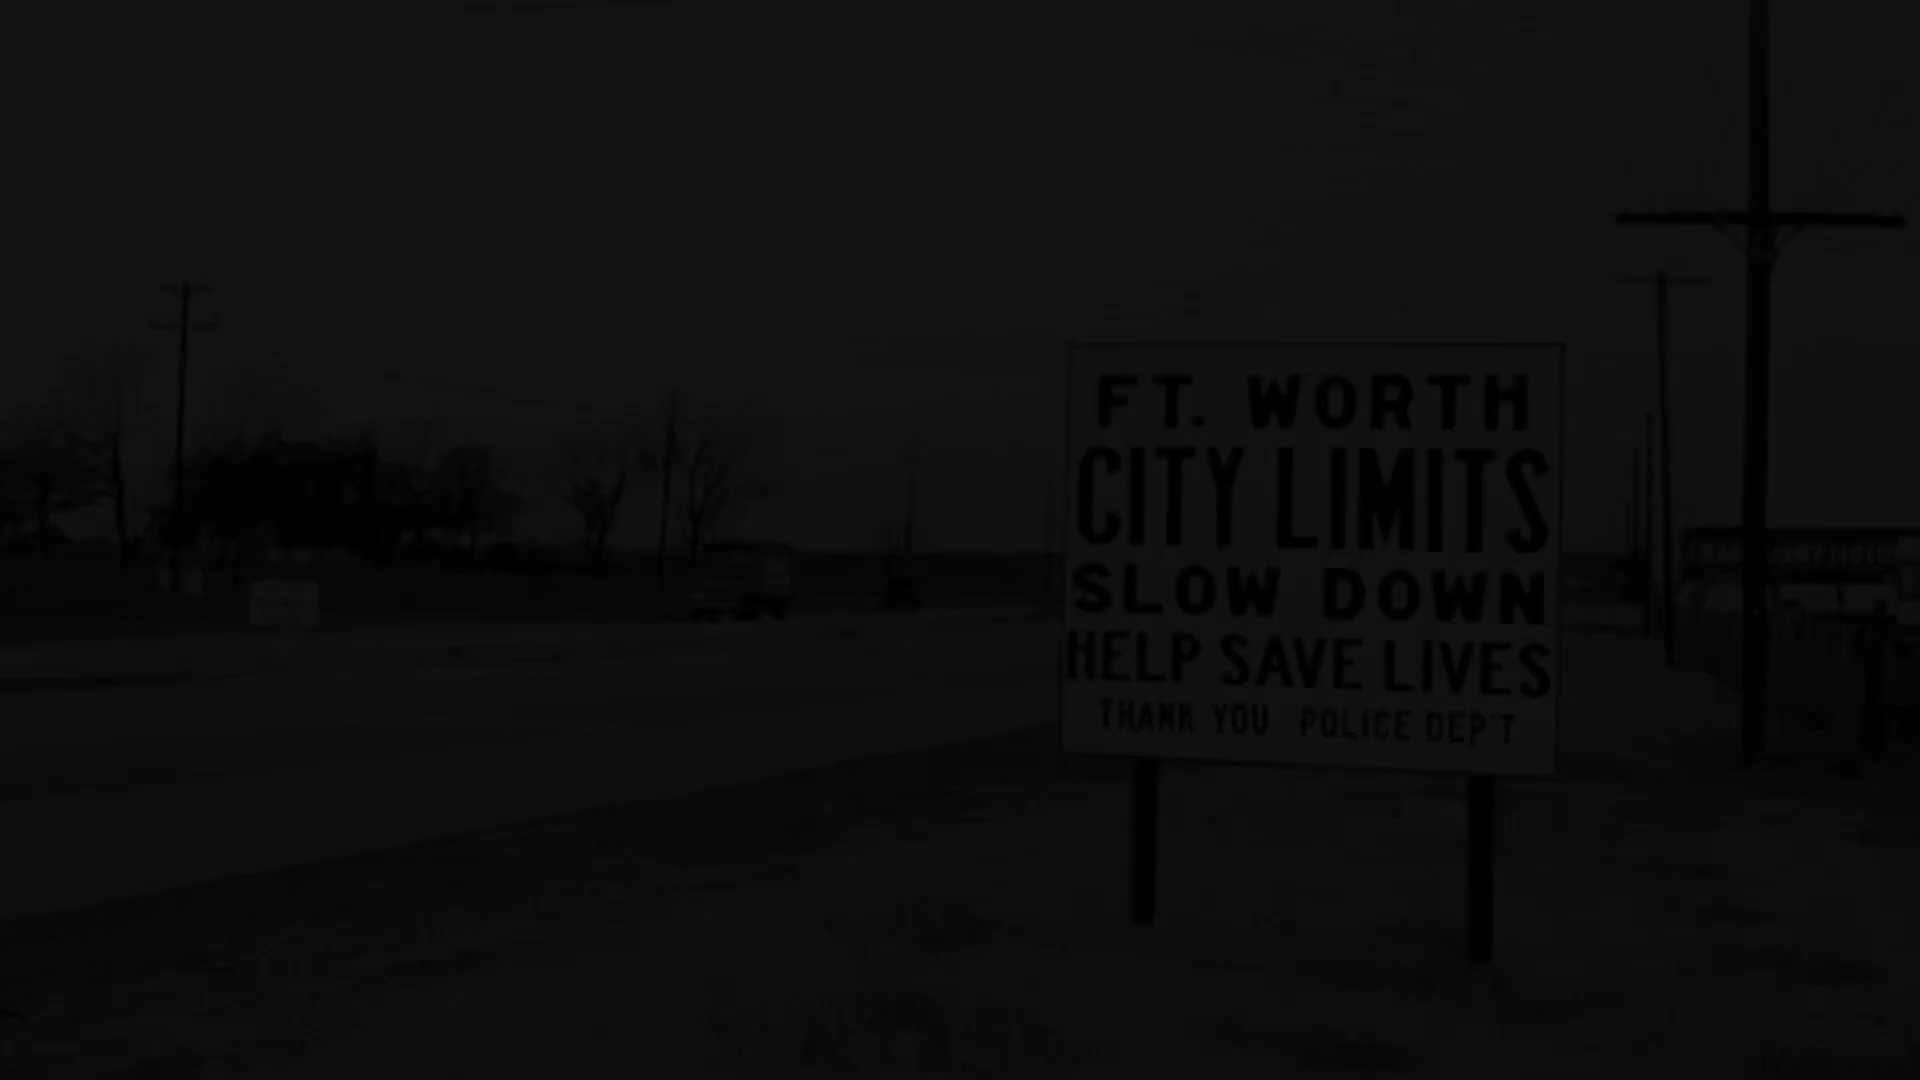 FT. WORTH
CITY LIMITS
SLOW DOWN
HELP SAVE LIVES
THANK YOU POLICE DEP'T